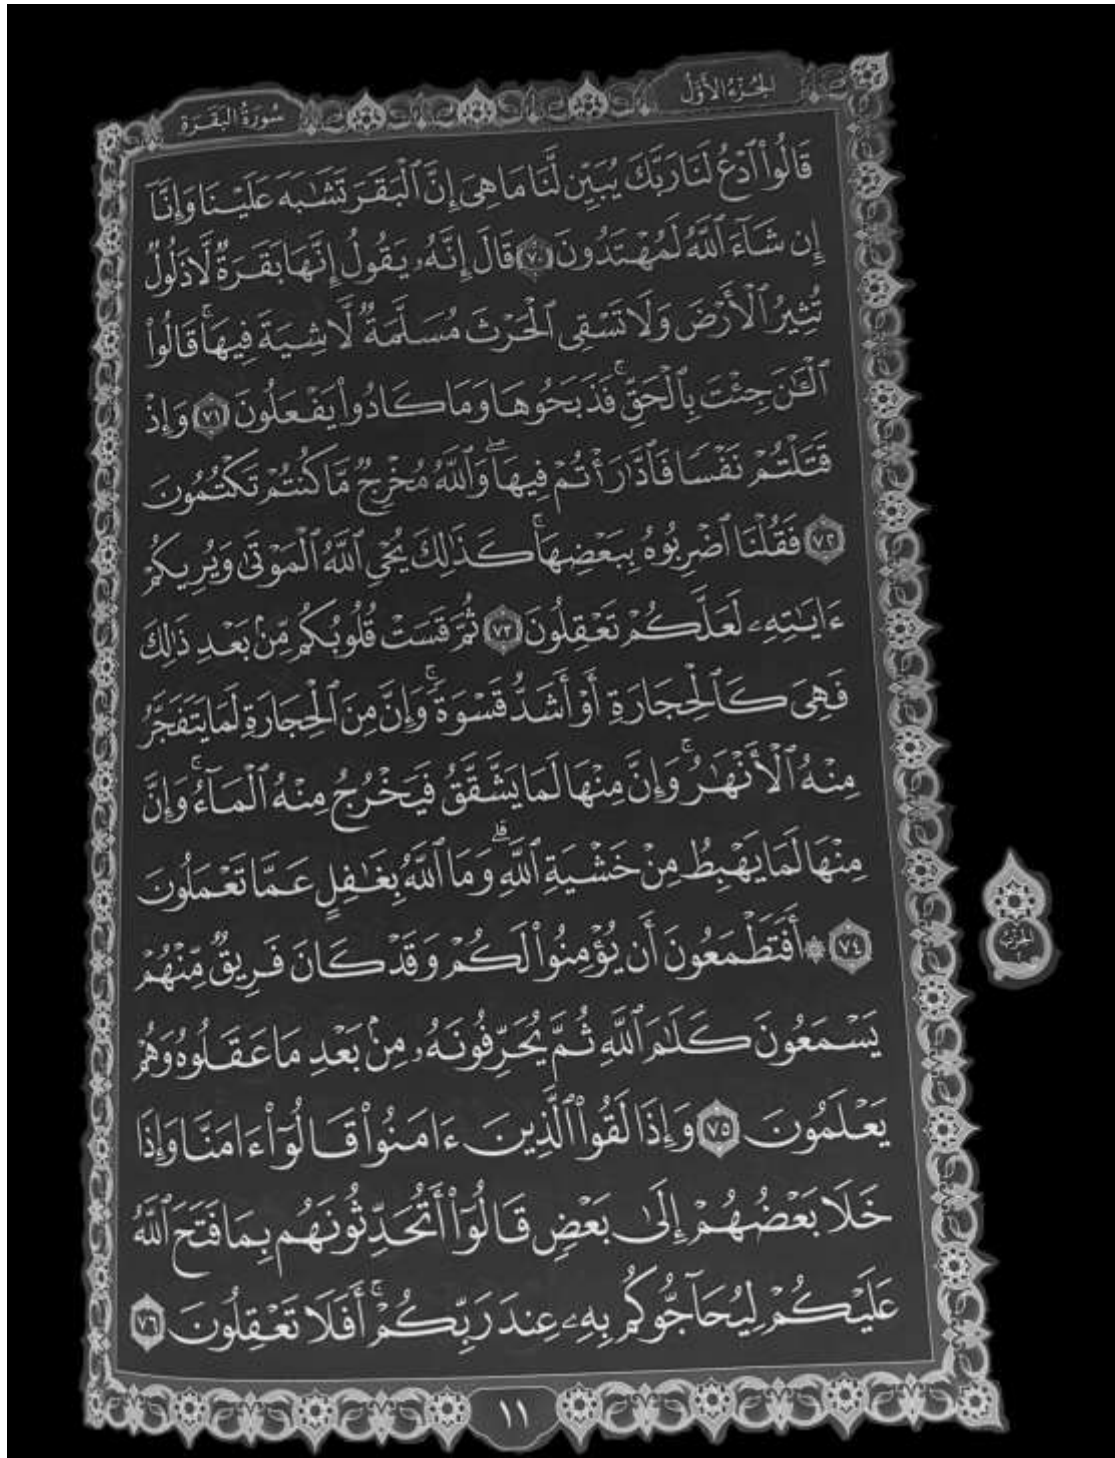 الجُزْءُ الأَوَّلُ
سُورَةُ البَقَرَةِ
قَالُوا۟ ٱدْعُ لَنَا رَبَّكَ يُبَيِّن لَّنَا مَا هِىَ إِنَّ ٱلْبَقَرَ تَشَٰبَهَ عَلَيْنَا وَإِنَّآ
إِن شَآءَ ٱللَّهُ لَمُهْتَدُونَ ٧٠ قَالَ إِنَّهُۥ يَقُولُ إِنَّهَا بَقَرَةٌ لَّا ذَلُولٌ
تُثِيرُ ٱلْأَرْضَ وَلَا تَسْقِى ٱلْحَرْثَ مُسَلَّمَةٌ لَّا شِيَةَ فِيهَا ۚ قَالُوا۟
ٱلْـَٰٔنَ جِئْتَ بِٱلْحَقِّ ۚ فَذَبَحُوهَا وَمَا كَادُوا۟ يَفْعَلُونَ ٧١ وَإِذْ
قَتَلْتُمْ نَفْسًا فَٱدَّٰرَْٰٔتُمْ فِيهَا ۖ وَٱللَّهُ مُخْرِجٌ مَّا كُنتُمْ تَكْتُمُونَ
٧٢ فَقُلْنَا ٱضْرِبُوهُ بِبَعْضِهَا ۚ كَذَٰلِكَ يُحْىِ ٱللَّهُ ٱلْمَوْتَىٰ وَيُرِيكُمْ
ءَايَٰتِهِۦ لَعَلَّكُمْ تَعْقِلُونَ ٧٣ ثُمَّ قَسَتْ قُلُوبُكُم مِّنۢ بَعْدِ ذَٰلِكَ
فَهِىَ كَٱلْحِجَارَةِ أَوْ أَشَدُّ قَسْوَةً ۚ وَإِنَّ مِنَ ٱلْحِجَارَةِ لَمَا يَتَفَجَّرُ
مِنْهُ ٱلْأَنْهَٰرُ ۚ وَإِنَّ مِنْهَا لَمَا يَشَّقَّقُ فَيَخْرُجُ مِنْهُ ٱلْمَآءُ ۚ وَإِنَّ
مِنْهَا لَمَا يَهْبِطُ مِنْ خَشْيَةِ ٱللَّهِ ۗ وَمَا ٱللَّهُ بِغَٰفِلٍ عَمَّا تَعْمَلُونَ
٧٤ ۞ أَفَتَطْمَعُونَ أَن يُؤْمِنُوا۟ لَكُمْ وَقَدْ كَانَ فَرِيقٌ مِّنْهُمْ
يَسْمَعُونَ كَلَٰمَ ٱللَّهِ ثُمَّ يُحَرِّفُونَهُۥ مِنۢ بَعْدِ مَا عَقَلُوهُ وَهُمْ
يَعْلَمُونَ ٧٥ وَإِذَا لَقُوا۟ ٱلَّذِينَ ءَامَنُوا۟ قَالُوٓا۟ ءَامَنَّا وَإِذَا
خَلَا بَعْضُهُمْ إِلَىٰ بَعْضٍ قَالُوٓا۟ أَتُحَدِّثُونَهُم بِمَا فَتَحَ ٱللَّهُ
عَلَيْكُمْ لِيُحَآجُّوكُم بِهِۦ عِندَ رَبِّكُمْ ۚ أَفَلَا تَعْقِلُونَ ٧٦
١١